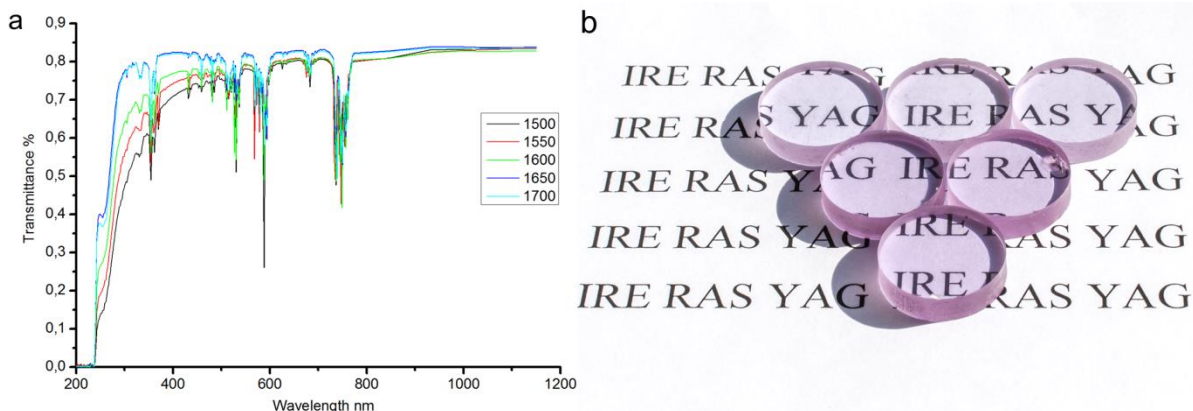 a
0,9
0,8
0,7
0,6
0,5
0,4
0,3
0,2
0,1
0,0
Transmittance %
1500
1550
1600
1650
1700
200 400 600 800 1000 1200
Wavelength nm
b
IRE RAS IRE RAS YAG
IRE RAS YAG IRE RAS YAG
IRE RAS YAG IRE RAS YAG
IRE RAS YAG IRE RAS YAG
IRE RAS YAG IRE RAS YAG